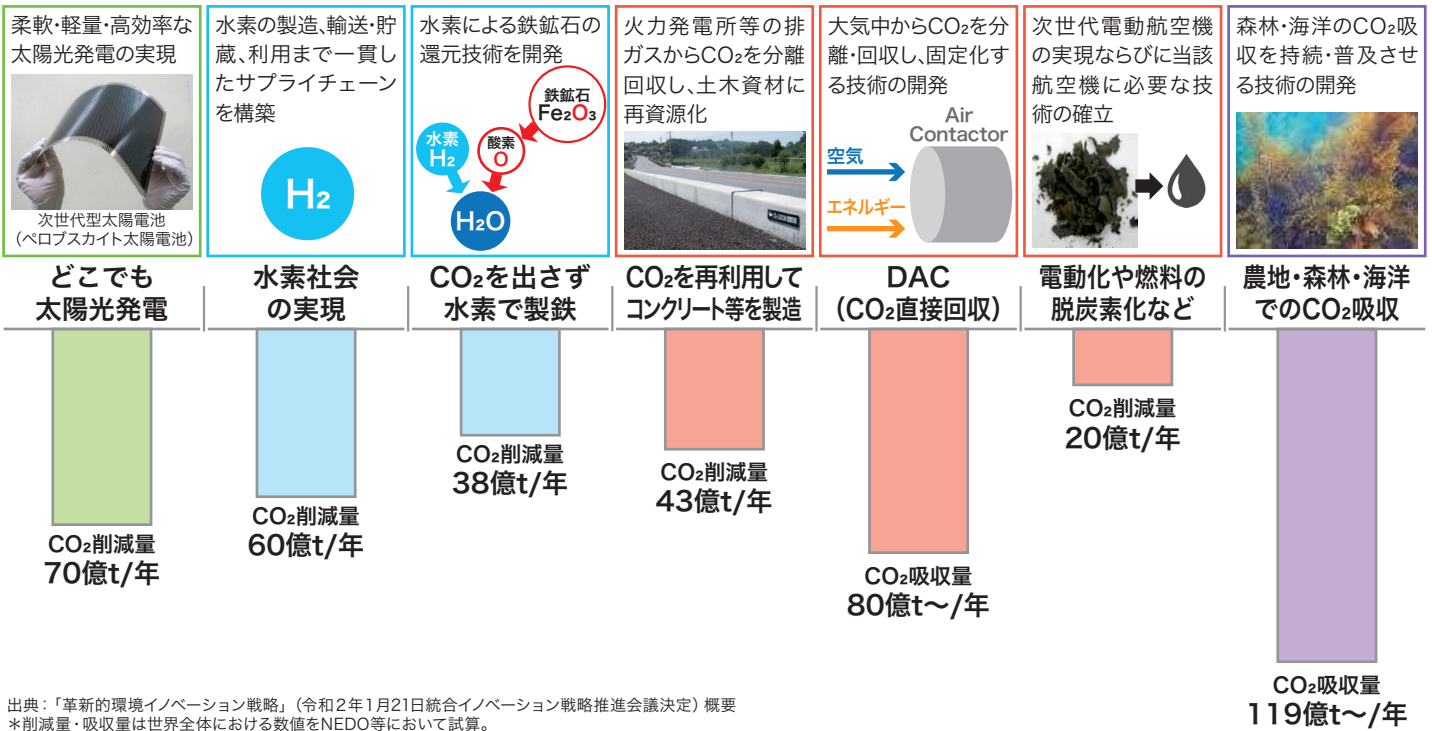 柔軟・軽量・高効率な
太陽光発電の実現
次世代型太陽電池
（ペロブスカイト太陽電池）
どこでも
太陽光発電
CO₂削減量
70億t/年
水素の製造、輸送・貯
蔵、利用まで一貫し
たサプライチェーン
を構築
H₂
水素社会
の実現
CO₂削減量
60億t/年
水素による鉄鉱石の
還元技術を開発
鉄鉱石
Fe₂O₃
水素
H₂
酸素
O
H₂O
CO₂を出さず
水素で製鉄
CO₂削減量
38億t/年
火力発電所等の排
ガスからCO₂を分離
回収し、土木資材に
再資源化
CO₂を再利用して
コンクリート等を製造
CO₂削減量
43億t/年
大気中からCO₂を分
離・回収し、固定化す
る技術の開発
Air
Contactor
空気
エネルギー
DAC
（CO₂直接回収）
CO₂吸収量
80億t〜/年
次世代電動航空機
の実現ならびに当該
航空機に必要な技
術の確立
電動化や燃料の
脱炭素化など
CO₂削減量
20億t/年
森林・海洋のCO₂吸
収を持続・普及させ
る技術の開発
農地・森林・海洋
でのCO₂吸収
CO₂吸収量
119億t〜/年
出典：「革新的環境イノベーション戦略」（令和2年1月21日統合イノベーション戦略推進会議決定）概要
＊削減量・吸収量は世界全体における数値をNEDO等において試算。